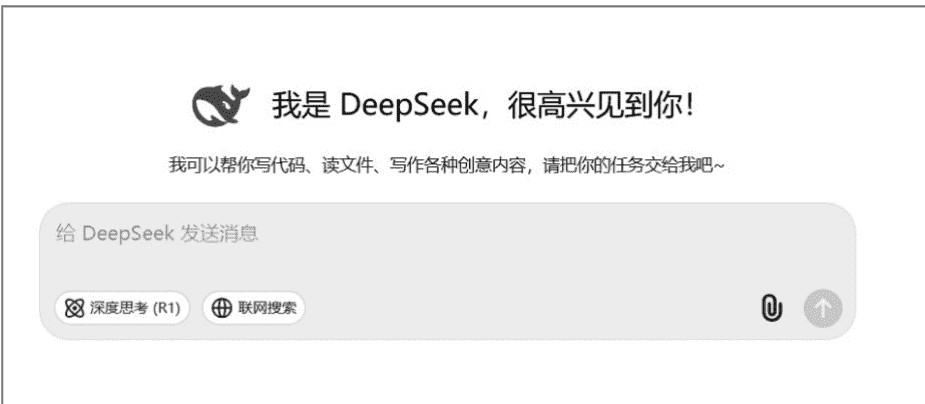 我是 DeepSeek，很高兴见到你！
我可以帮你写代码、读文件、写作各种创意内容，请把你的任务交给我吧~
给 DeepSeek 发送消息
深度思考 (R1) 联网搜索